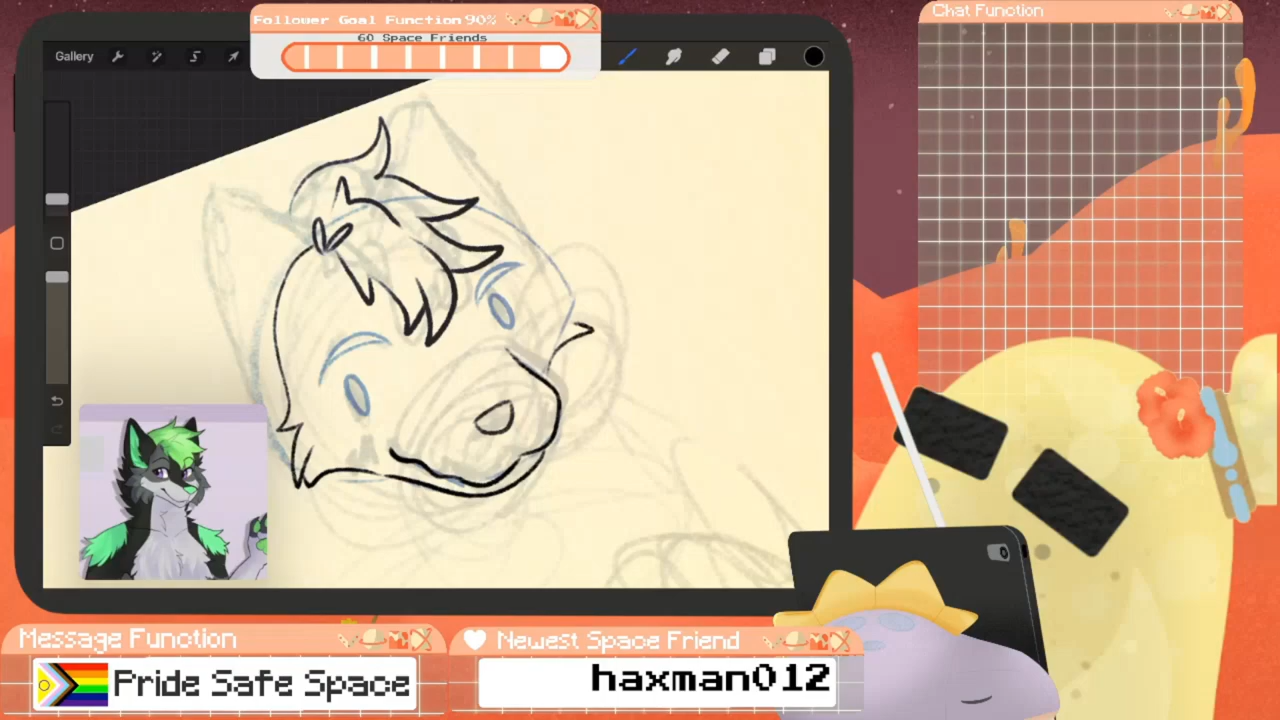 Follower Goal Function 90%
60 Space Friends
Gallery
Chat Function
Message Function
Pride Safe Space
Newest Space Friend
haxman012